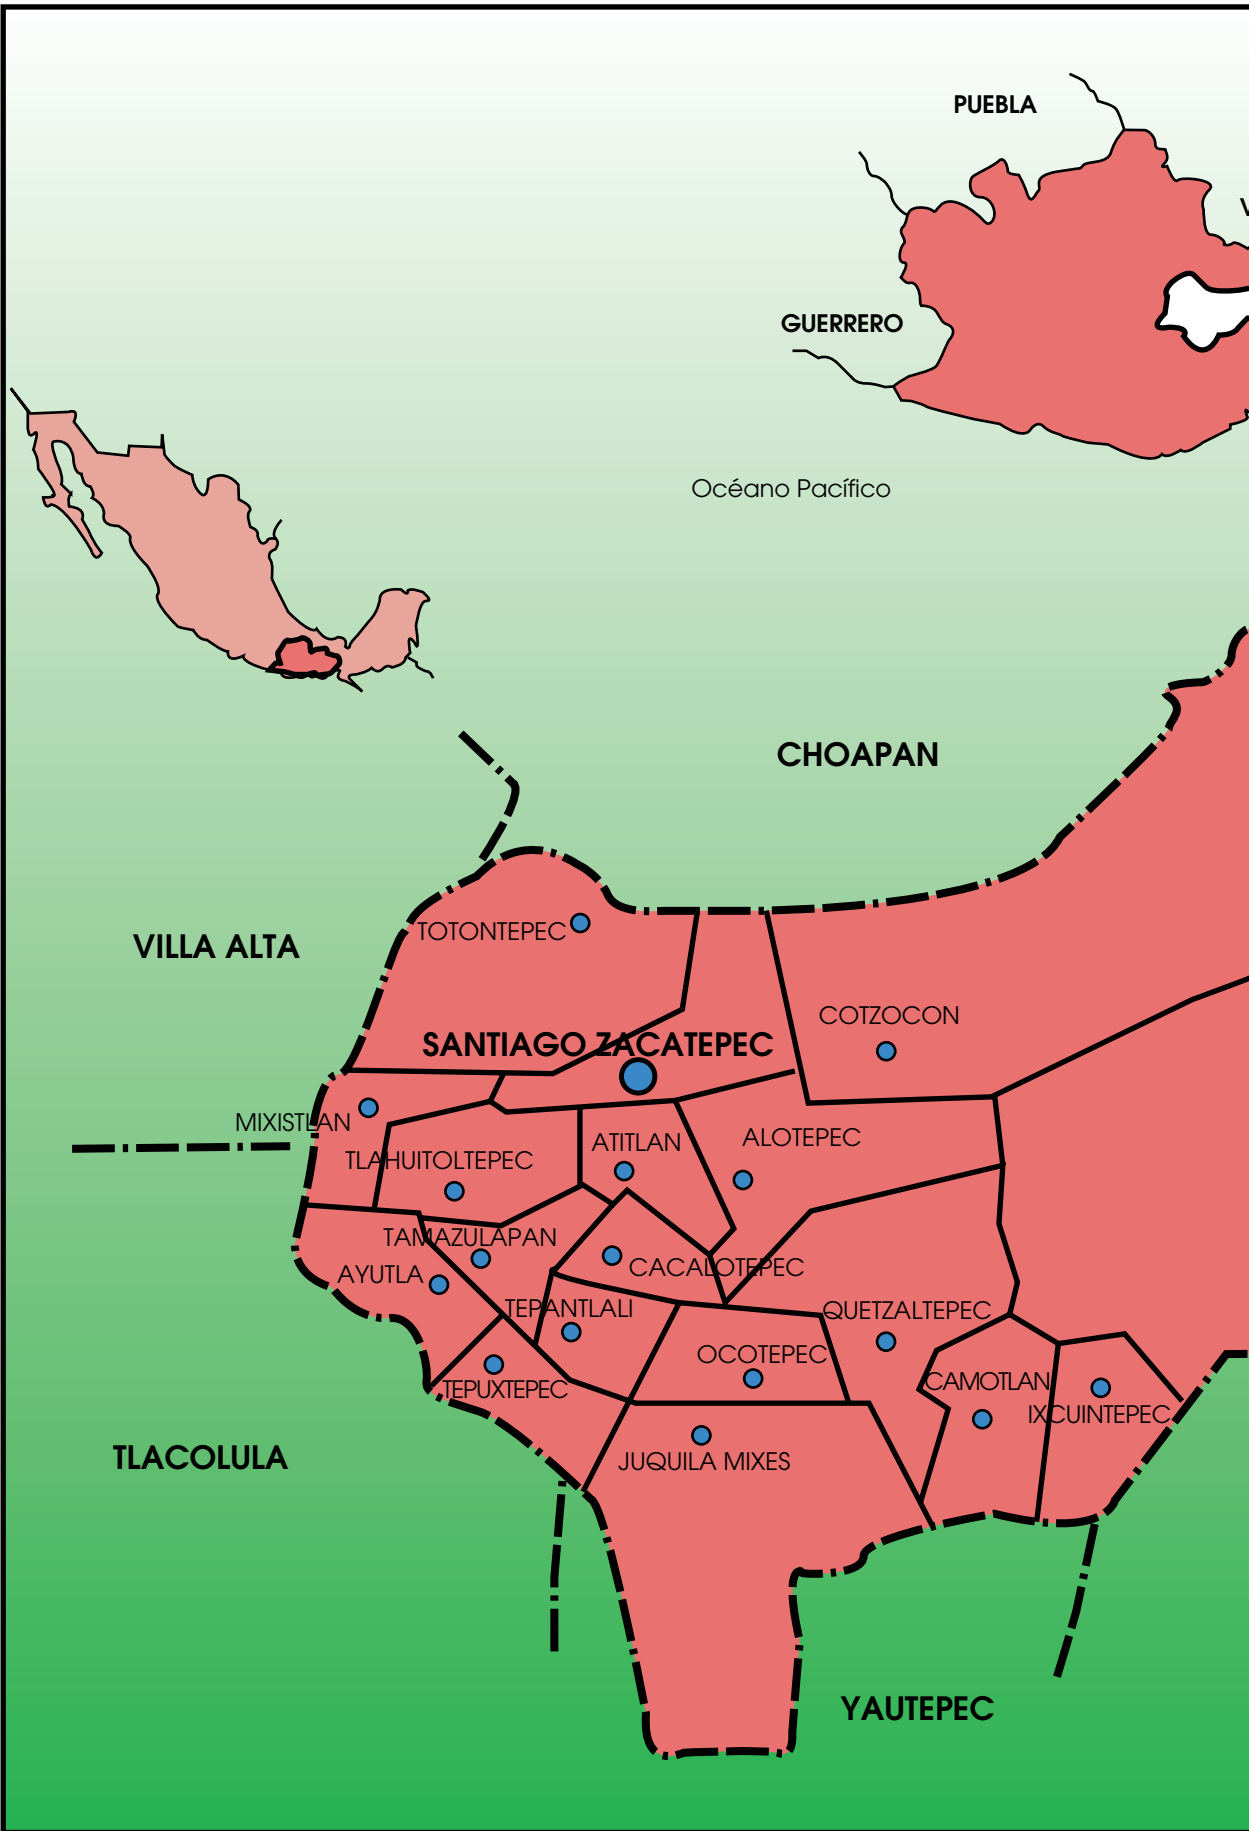 PUEBLA
V
GUERRERO
Océano Pacífico
CHOAPAN
TOTONTEPEC
VILLA ALTA
COTZOCON
SANTIAGO ZACATEPEC
MIXISTLAN
ATITLAN
ALOTEPEC
TLAHUITOLTEPEC
TAMAZULAPAN
CACALOTEPEC
AYUTLA
TEPANTLALI
QUETZALTEPEC
OCOTEPEC
CAMOTLAN
TEPUXTEPEC
IXCUINTEPEC
TLACOLULA
JUQUILA MIXES
YAUTEPEC